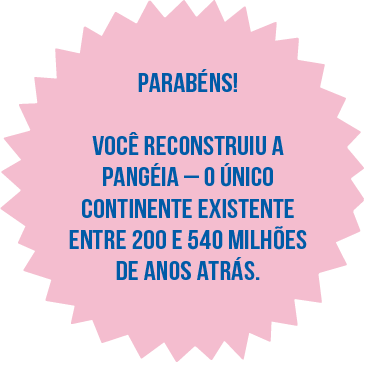 PARABÉNS!
VOCÊ RECONSTRUIU A
PANGÉIA – O ÚNICO
CONTINENTE EXISTENTE
ENTRE 200 E 540 MILHÕES
DE ANOS ATRÁS.